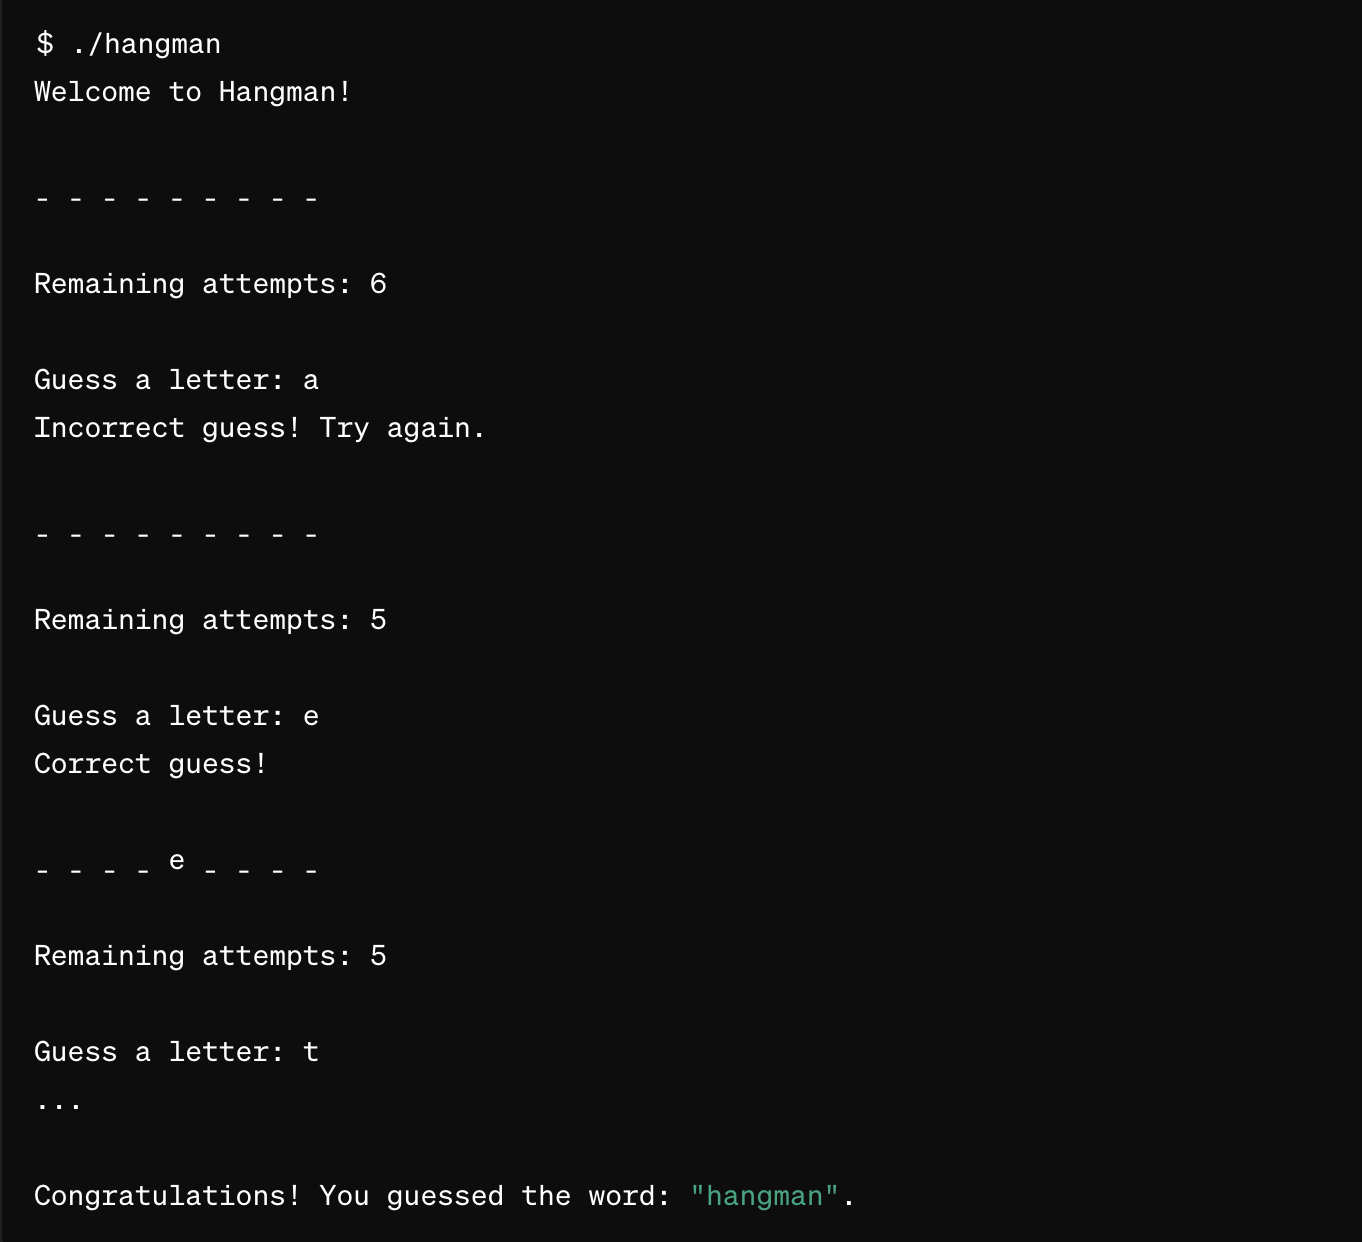 $ ./hangman
Welcome to Hangman!
- - - - - - - - -
Remaining attempts: 6
Guess a letter: a
Incorrect guess! Try again.
- - - - - - - - -
Remaining attempts: 5
Guess a letter: e
Correct guess!
- - - - e - - - -
Remaining attempts: 5
Guess a letter: t
...
Congratulations! You guessed the word: "hangman".